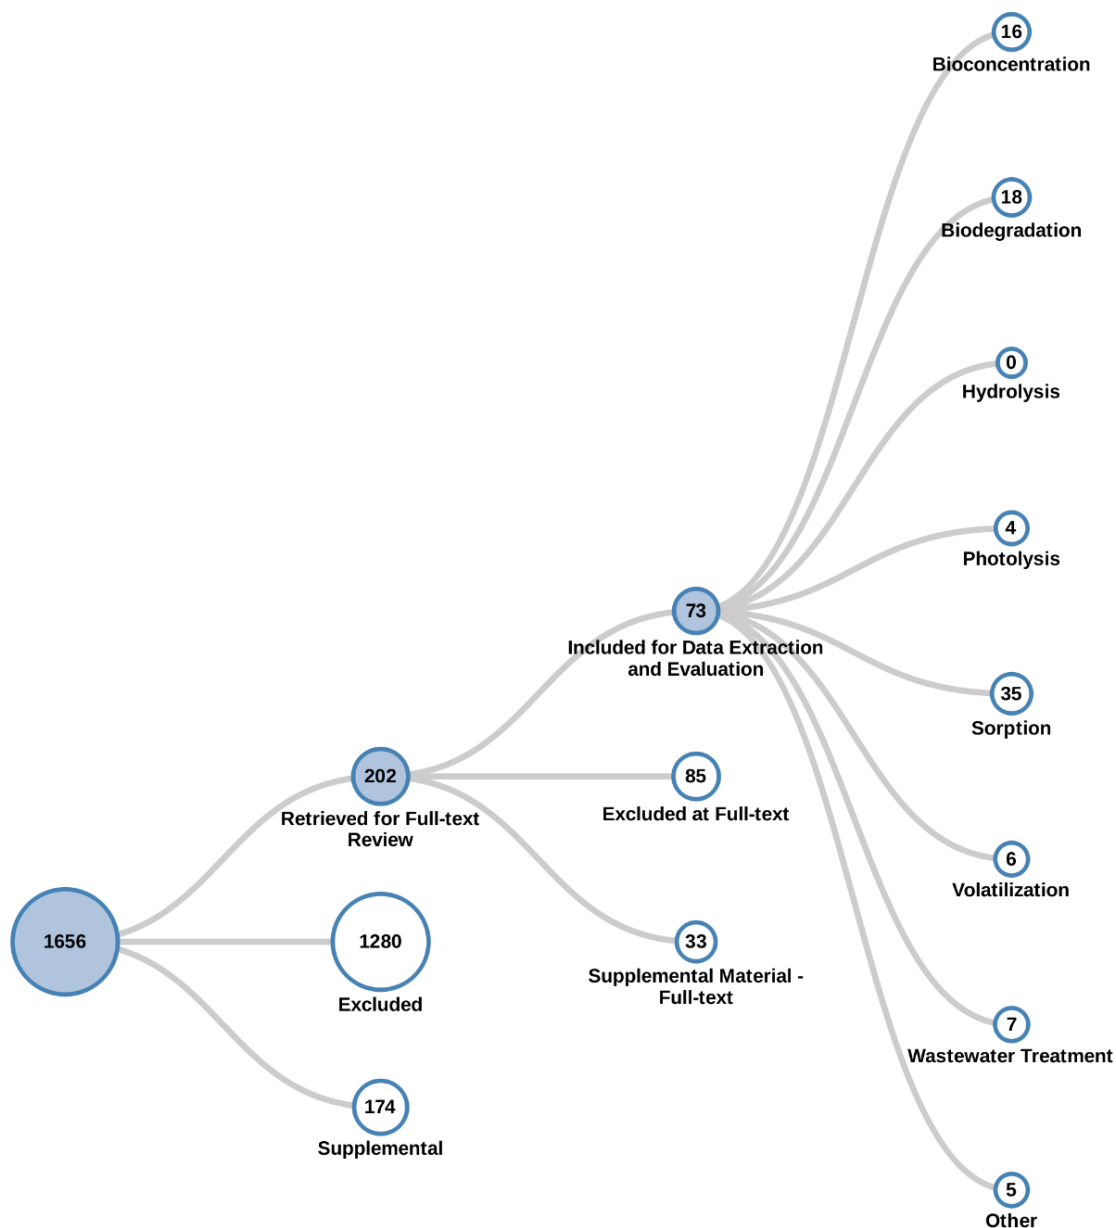 16
Bioconcentration
18
Biodegradation
0
Hydrolysis
4
Photolysis
73
Included for Data Extraction
and Evaluation
35
Sorption
202
Retrieved for Full-text
Review
85
Excluded at Full-text
6
Volatilization
1656
1280
Excluded
33
Supplemental Material -
Full-text
7
Wastewater Treatment
174
Supplemental
5
Other